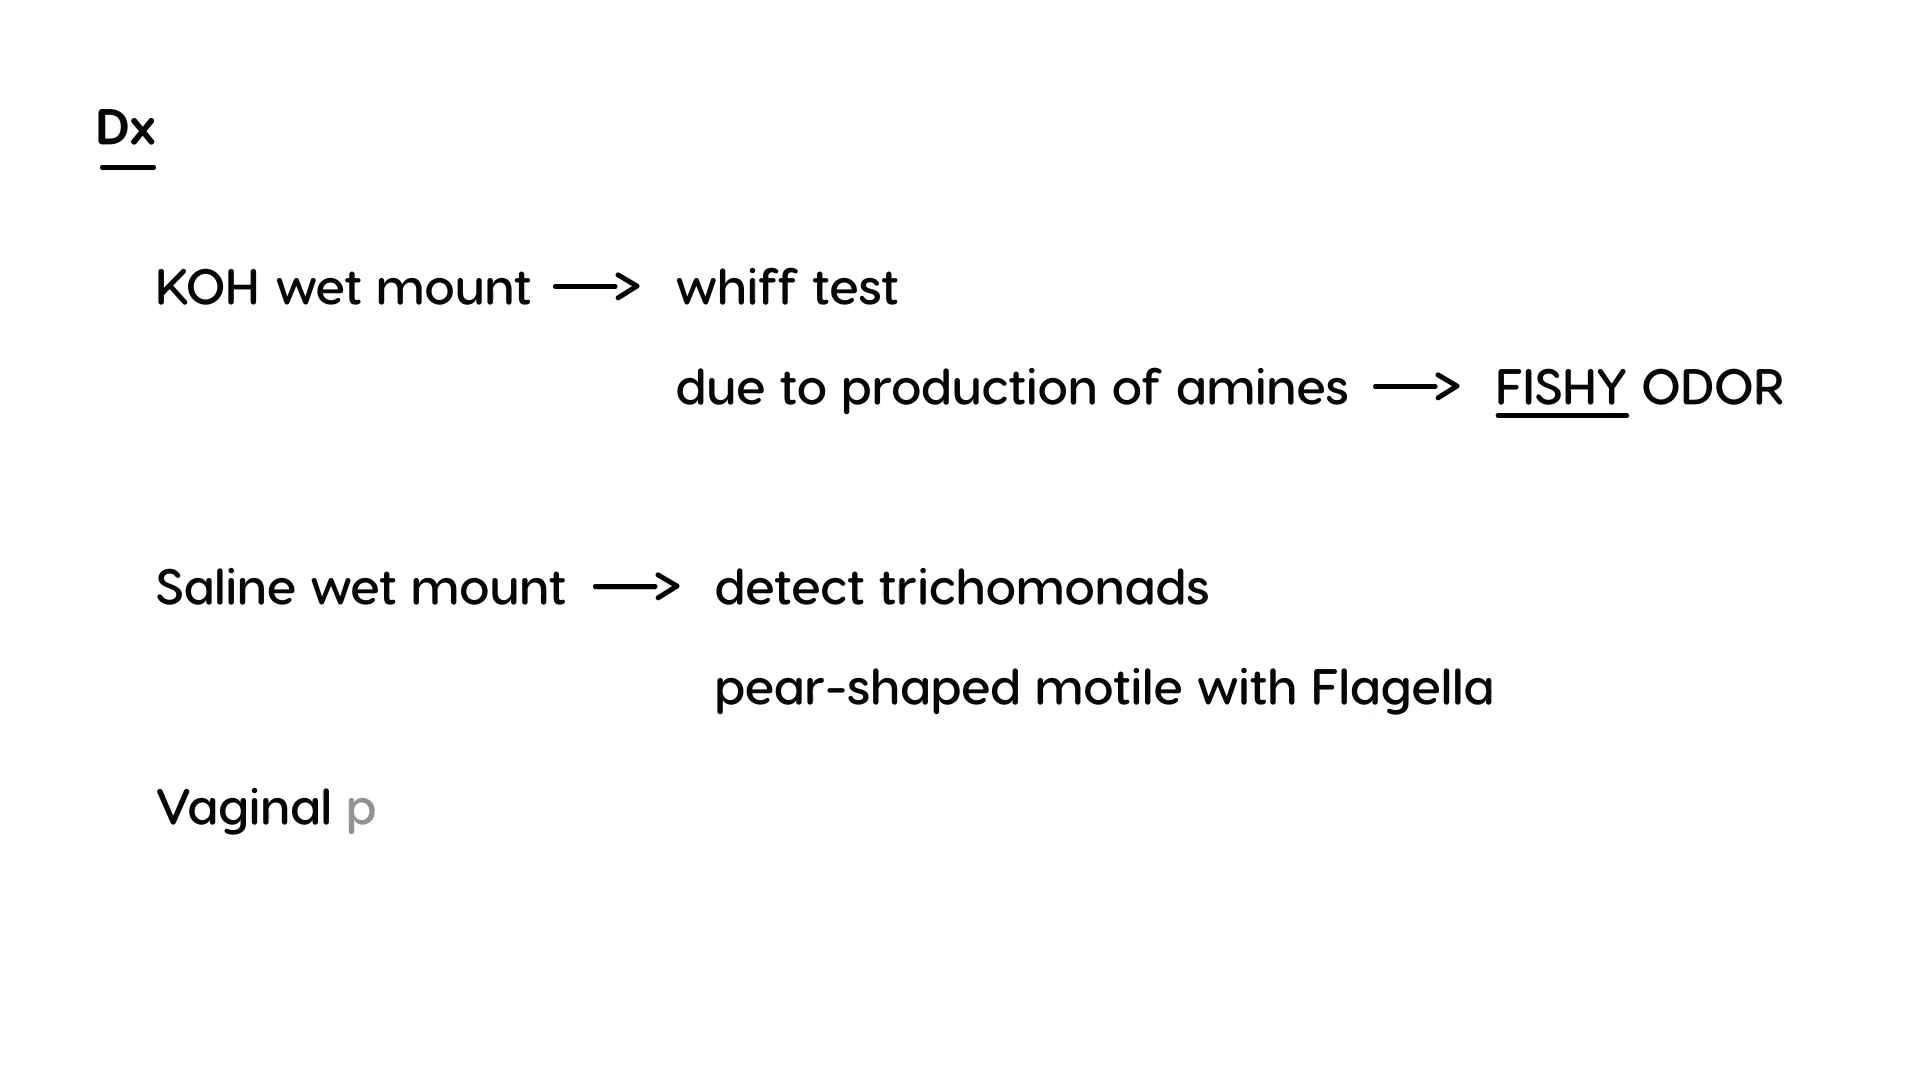 Dx
KOH wet mount → whiff test
due to production of amines → FISHY ODOR
Saline wet mount → detect trichomonads
pear-shaped motile with Flagella
Vaginal p